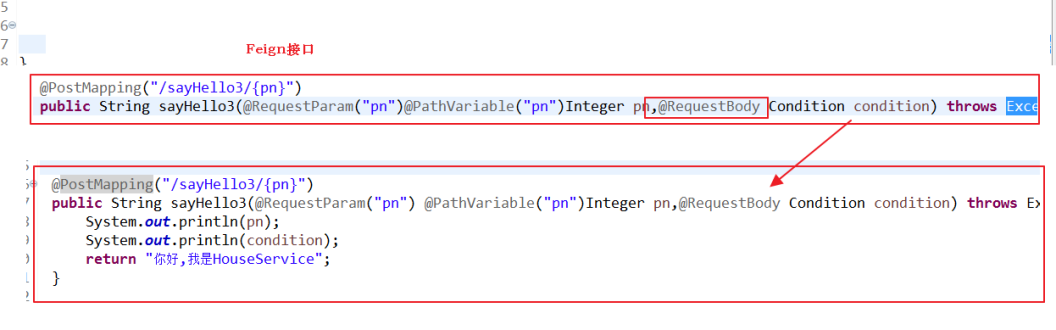 5
6
7
Feign接口
8 }
@PostMapping("/sayHello3/{pn}")
public String sayHello3(@RequestParam("pn")@PathVariable("pn")Integer pn,@RequestBody Condition condition) throws Exce
@PostMapping("/sayHello3/{pn}")
public String sayHello3(@RequestParam("pn") @PathVariable("pn")Integer pn,@RequestBody Condition condition) throws Ex
System.out.println(pn);
System.out.println(condition);
return "你好,我是HouseService";
}